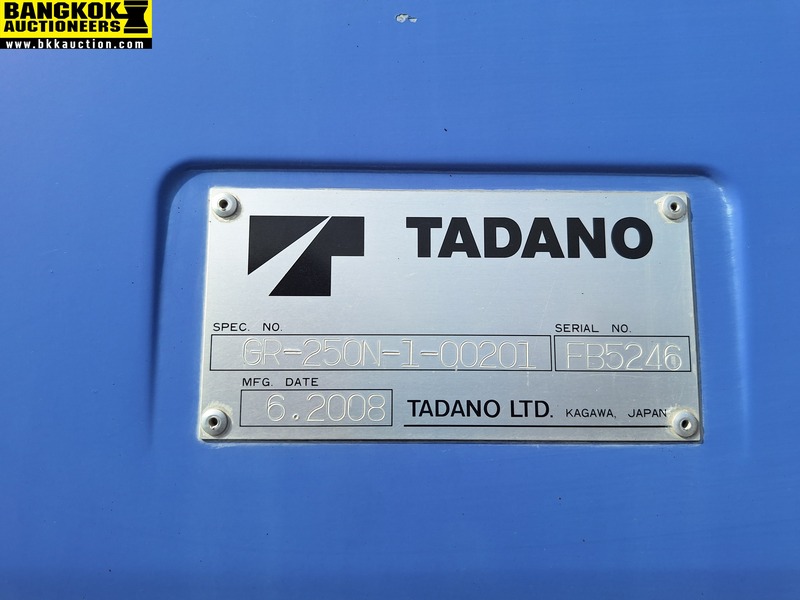 BANGKOK
AUCTIONEERS
www.bkkauction.com
TADANO
SPEC. NO.
SERIAL NO.
GR-250N-1-00201
FB5246
MFG. DATE
6.2008
TADANO LTD. KAGAWA, JAPAN